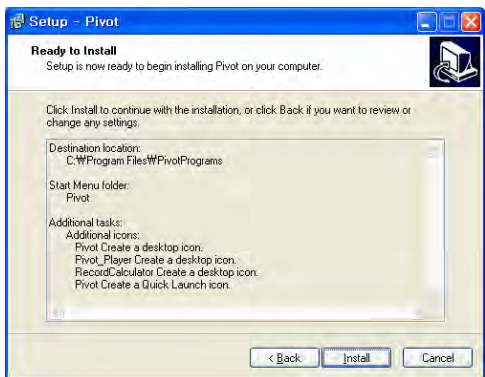 Setup - Pivot
Ready to Install
Setup is now ready to begin installing Pivot on your computer.
Click Install to continue with the installation, or click Back if you want to review or
change any settings.
Destination location:
C:₩Program Files₩PivotPrograms
Start Menu folder:
Pivot
Additional tasks:
Additional icons:
Pivot Create a desktop icon.
Pivot_Player Create a desktop icon.
RecordCalculator Create a desktop icon.
Pivot Create a Quick Launch icon.
< Back
Install
Cancel